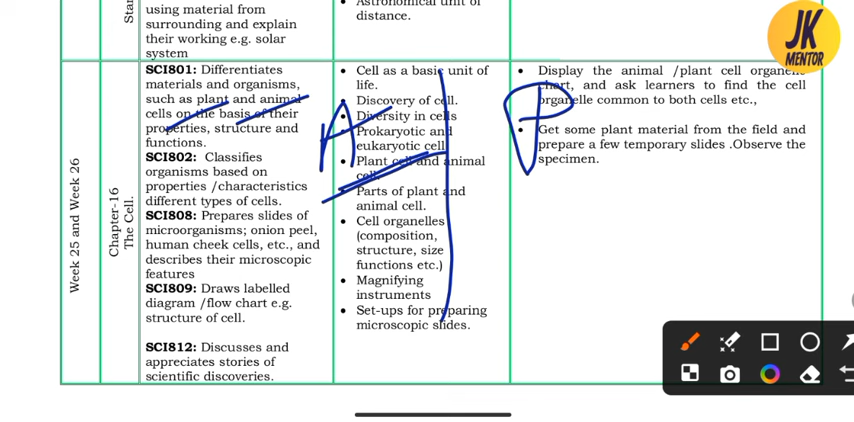 Star
using material from
surrounding and explain
their working e.g. solar
system
Astronomical unit of
distance.
JK
MENTOR
Week 25 and Week 26
Chapter-16
The Cell.
SCI801: Differentiates
materials and organisms,
such as plant and animal
cells on the basis of their
properties, structure and
functions.
SCI802: Classifies
organisms based on
properties /characteristics
different types of cells.
SCI808: Prepares slides of
microorganisms; onion peel,
human cheek cells, etc., and
describes their microscopic
features
SCI809: Draws labelled
diagram /flow chart e.g.
structure of cell.
SCI812: Discusses and
appreciates stories of
scientific discoveries.
• Cell as a basic unit of
life.
• Discovery of cell.
• Diversity in cells
• Prokaryotic and
eukaryotic cell
• Plant cell and animal
cell.
• Parts of plant and
animal cell.
• Cell organelles
(composition,
structure, size
functions etc.)
• Magnifying
instruments
• Set-ups for preparing
microscopic slides.
• Display the animal /plant cell organelle
chart, and ask learners to find the cell
organelle common to both cells etc.,
• Get some plant material from the field and
prepare a few temporary slides .Observe the
specimen.